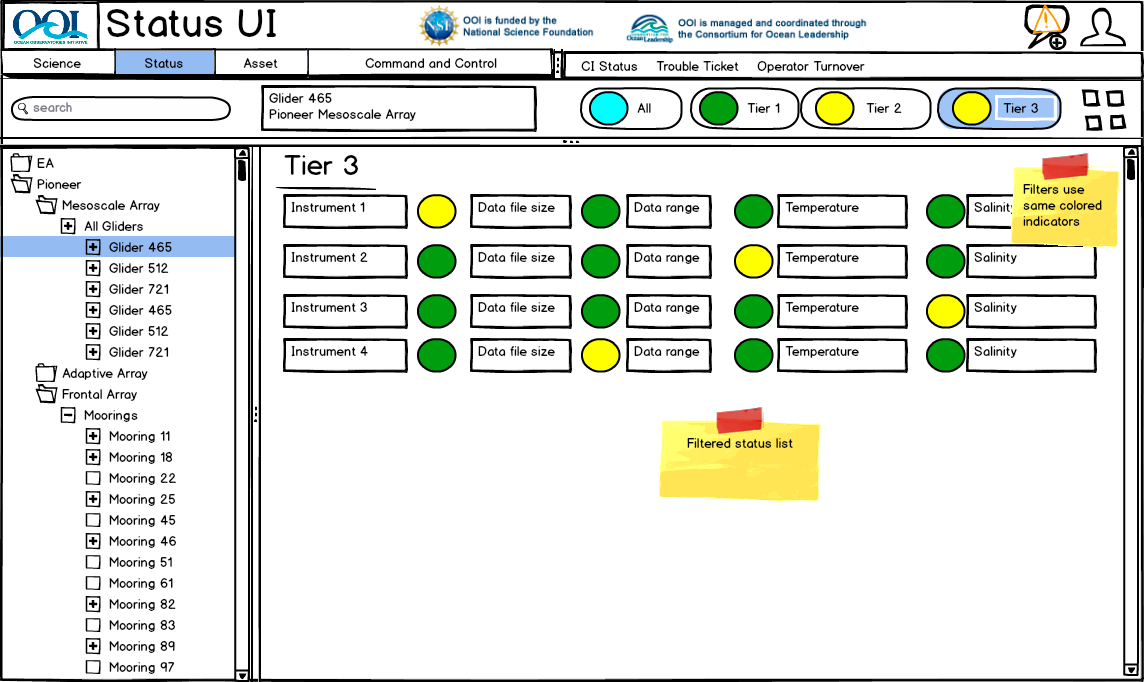 OOI
OCEAN OBSERVATORIES INITIATIVE
Status UI
NSF
OOI is funded by the
National Science Foundation
Ocean Leadership
OOI is managed and coordinated through
the Consortium for Ocean Leadership
Science
Status
Asset
Command and Control
CI Status
Trouble Ticket
Operator Turnover
search
Glider 465
Pioneer Mesoscale Array
All
Tier 1
Tier 2
Tier 3
EA
Pioneer
Mesoscale Array
All Gliders
Glider 465
Glider 512
Glider 721
Glider 465
Glider 512
Glider 721
Adaptive Array
Frontal Array
Moorings
Mooring 11
Mooring 18
Mooring 22
Mooring 25
Mooring 45
Mooring 46
Mooring 51
Mooring 61
Mooring 82
Mooring 83
Mooring 89
Mooring 97
Tier 3
Instrument 1
Data file size
Data range
Temperature
Salinity
Instrument 2
Data file size
Data range
Temperature
Salinity
Instrument 3
Data file size
Data range
Temperature
Salinity
Instrument 4
Data file size
Data range
Temperature
Salinity
Filters use
same colored
indicators
Filtered status list